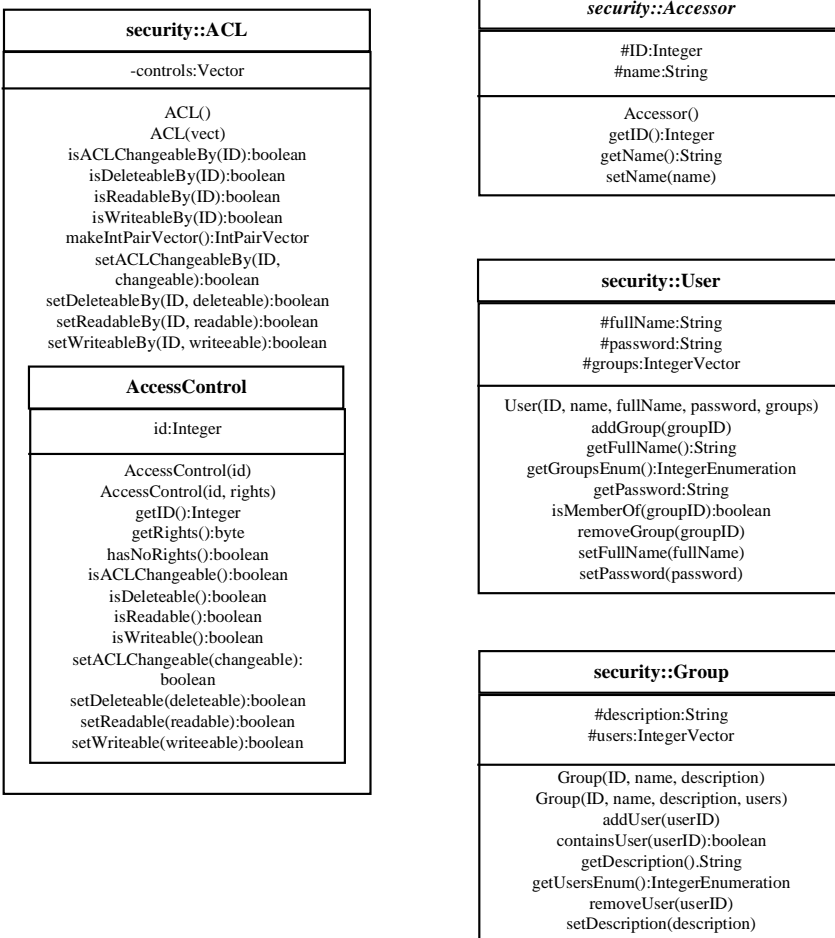 security::ACL
-controls:Vector
ACL()
ACL(vect)
isACLChangeableBy(ID):boolean
isDeleteableBy(ID):boolean
isReadableBy(ID):boolean
isWriteableBy(ID):boolean
makeIntPairVector():IntPairVector
setACLChangeableBy(ID,
changeable):boolean
setDeleteableBy(ID, deleteable):boolean
setReadableBy(ID, readable):boolean
setWriteableBy(ID, writeeable):boolean
AccessControl
id:Integer
AccessControl(id)
AccessControl(id, rights)
getID():Integer
getRights():byte
hasNoRights():boolean
isACLChangeable():boolean
isDeleteable():boolean
isReadable():boolean
isWriteable():boolean
setACLChangeable(changeable):
boolean
setDeleteable(deleteable):boolean
setReadable(readable):boolean
setWriteable(writeeable):boolean
security::Accessor
#ID:Integer
#name:String
Accessor()
getID():Integer
getName():String
setName(name)
security::User
#fullName:String
#password:String
#groups:IntegerVector
User(ID, name, fullName, password, groups)
addGroup(groupID)
getFullName():String
getGroupsEnum():IntegerEnumeration
getPassword:String
isMemberOf(groupID):boolean
removeGroup(groupID)
setFullName(fullName)
setPassword(password)
security::Group
#description:String
#users:IntegerVector
Group(ID, name, description)
Group(ID, name, description, users)
addUser(userID)
containsUser(userID):boolean
getDescription().String
getUsersEnum():IntegerEnumeration
removeUser(userID)
setDescription(description)